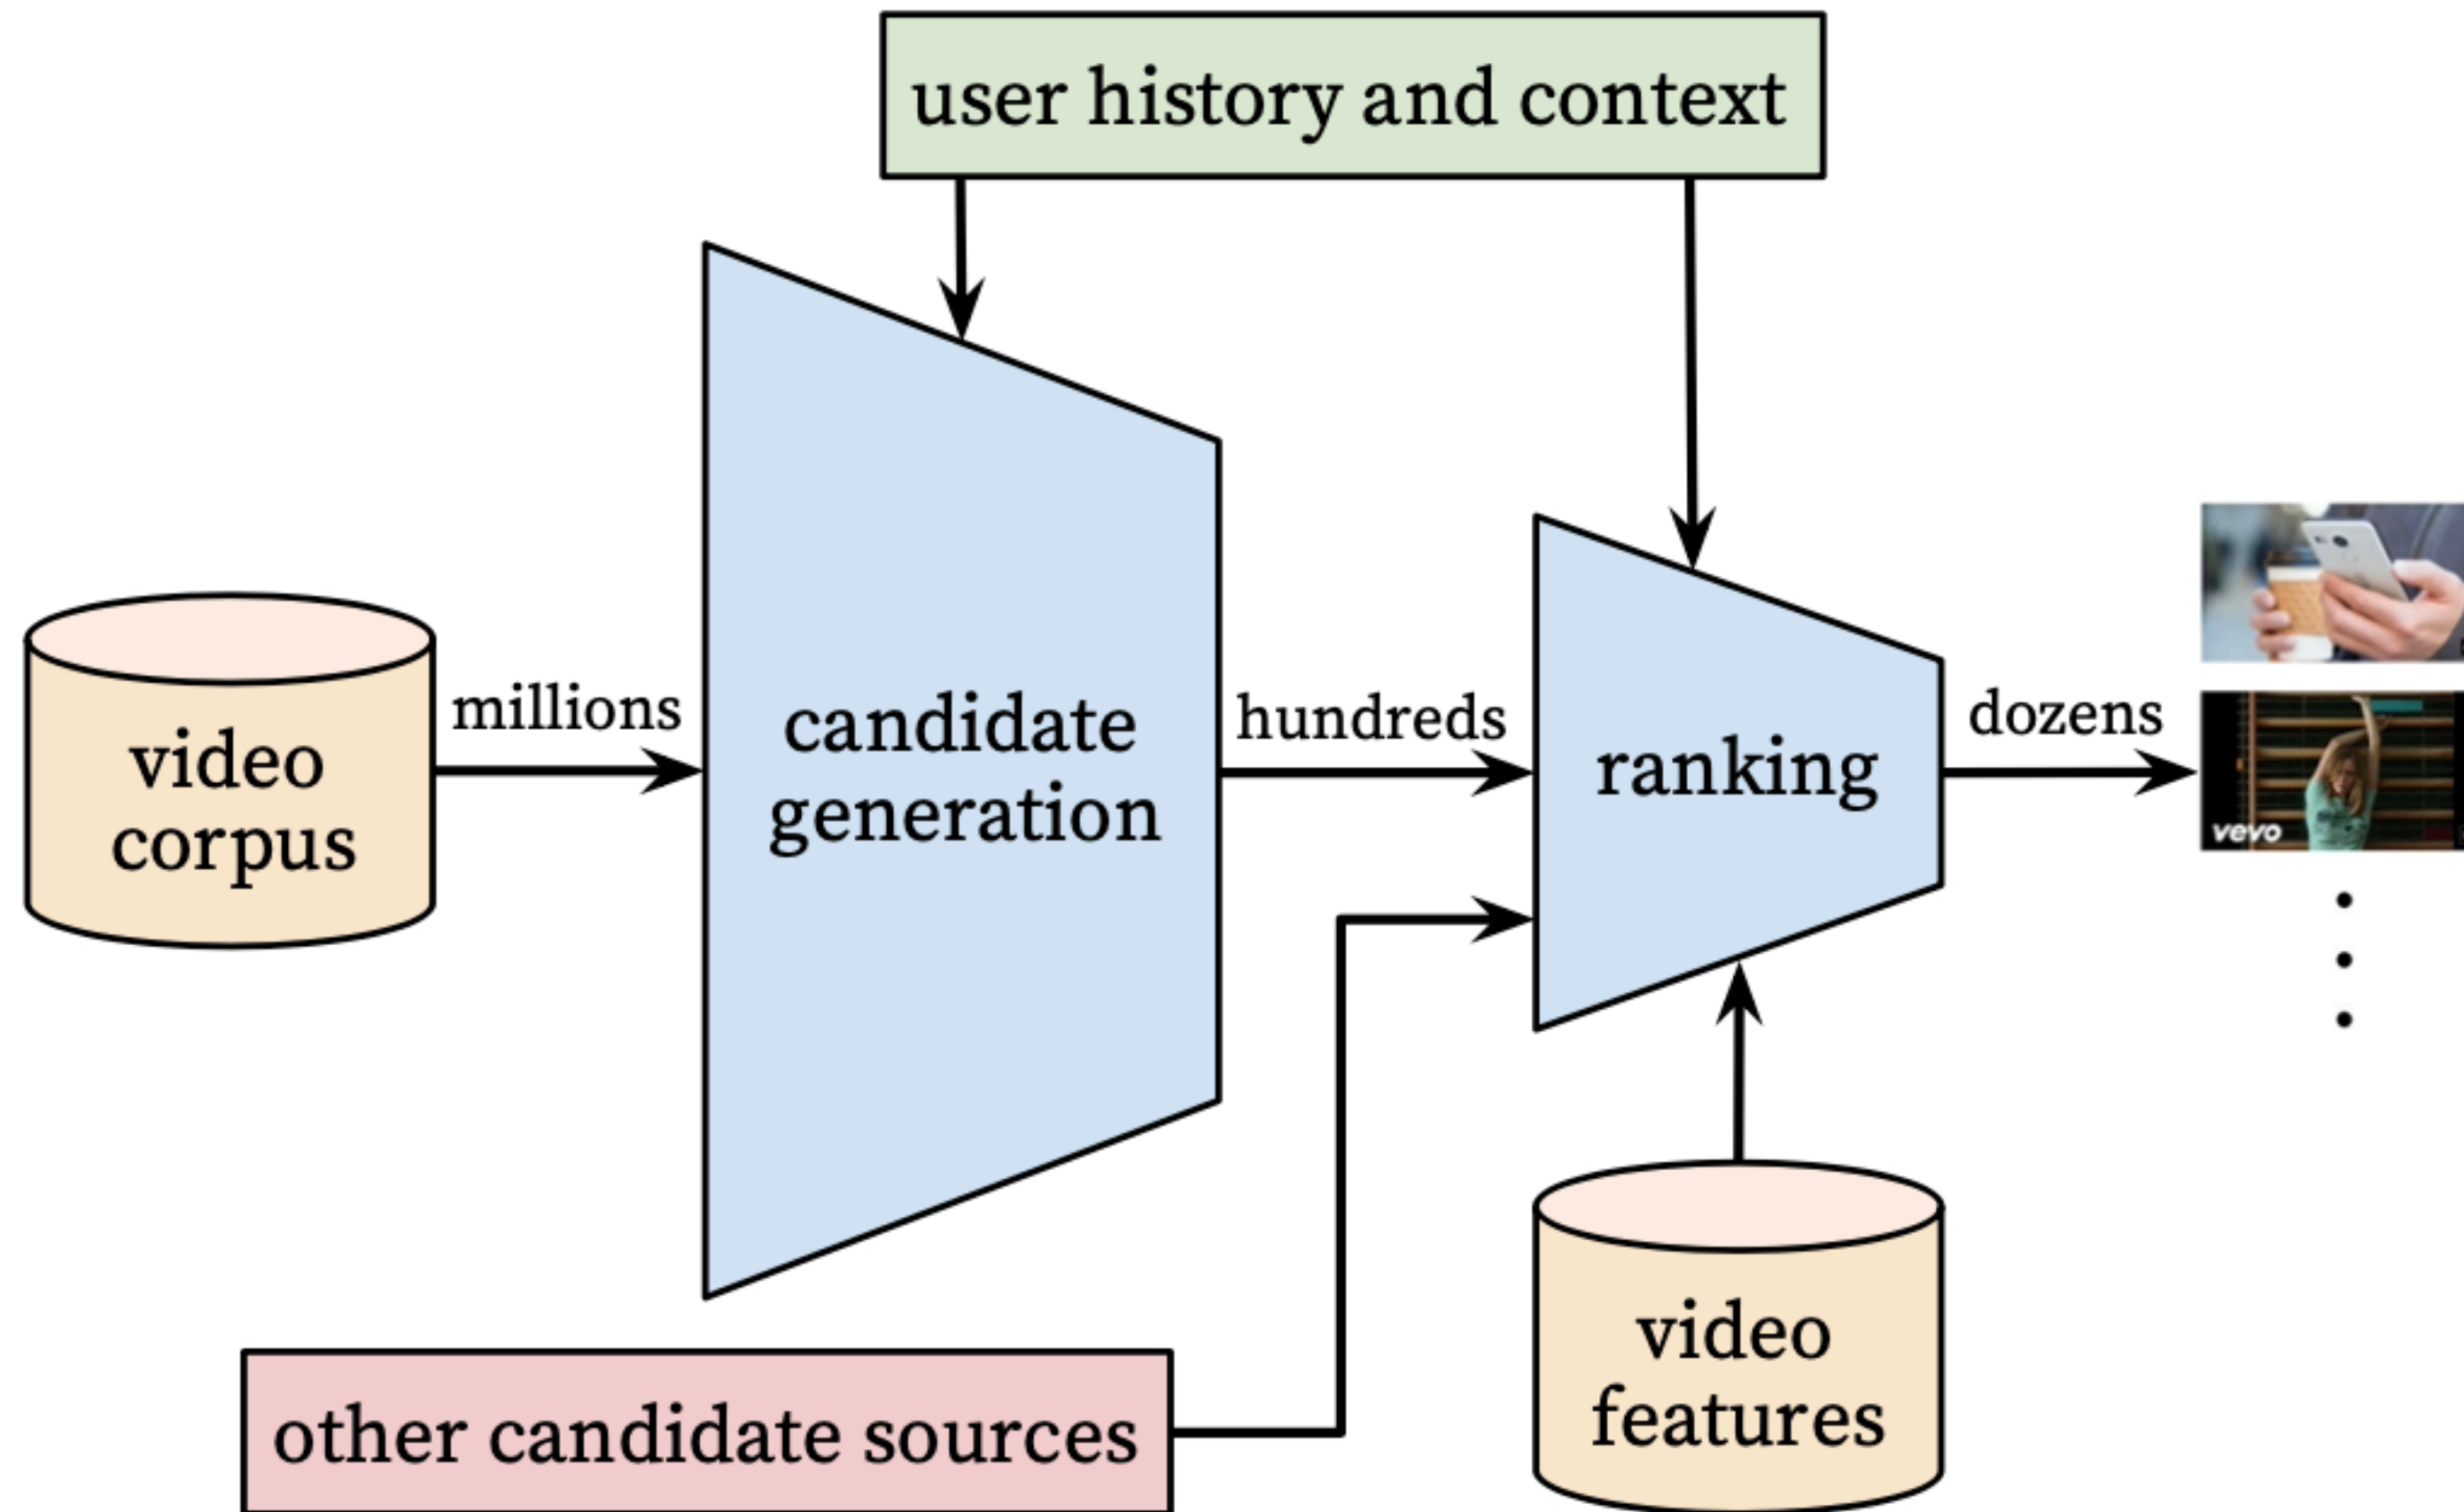 user history and context
video
corpus
millions
candidate
generation
hundreds
ranking
dozens
vevo
other candidate sources
video
features